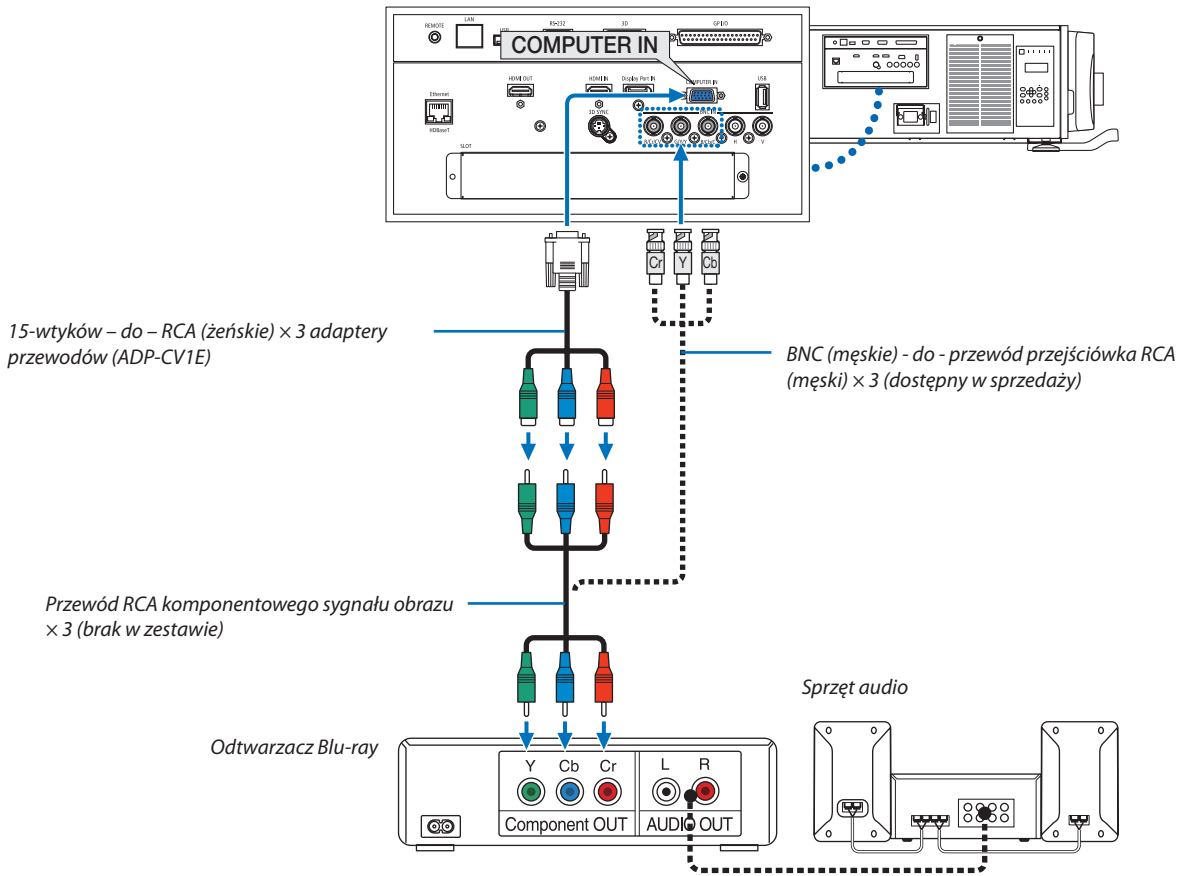 REMOTE
LAN
RS-232
3D
GP I/O
COMPUTER IN
HDMI OUT
HDMI IN
Display Port IN
COMPUTER IN
USB
Ethernet
HDBaseT
3D SYNC
H
V
SLOT
Cr
Y
Cb
15-wtyków – do – RCA (żeńskie) × 3 adaptery
przewodów (ADP-CV1E)
BNC (męskie) - do - przewód przejściówka RCA
(męski) × 3 (dostępny w sprzedaży)
Przewód RCA komponentowego sygnału obrazu
× 3 (brak w zestawie)
Sprzęt audio
Odtwarzacz Blu-ray
Y
Cb
Cr
L
R
Component OUT
AUDIO OUT